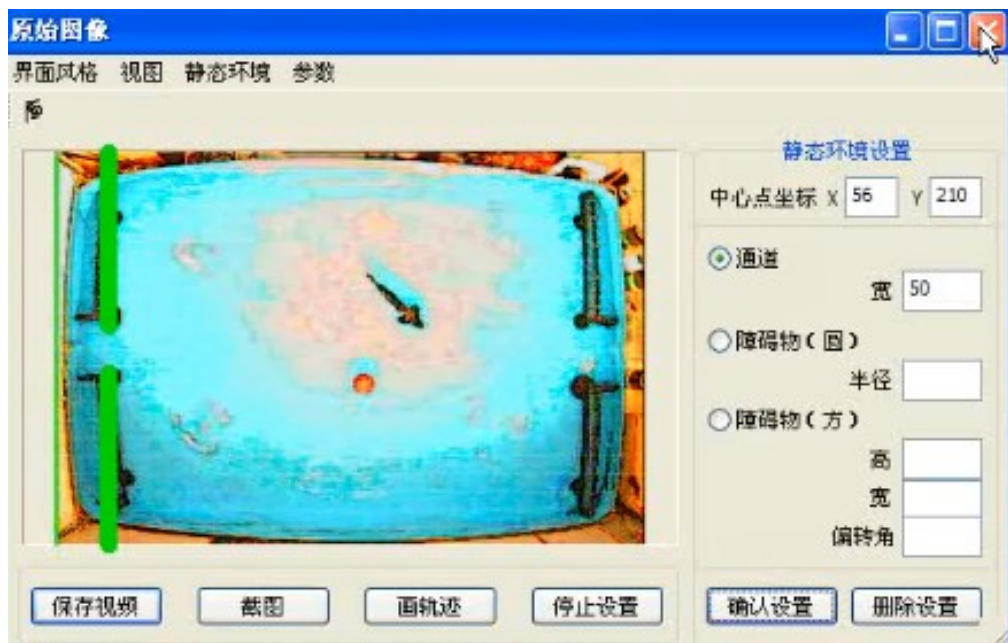 原始图像
界面风格 视图 静态环境 参数
静态环境设置
中心点坐标 X 56 Y 210
通道
宽 50
障碍物(圆)
半径
障碍物(方)
高
宽
偏转角
保存视频 截图 画轨迹 停止设置 确认设置 删除设置